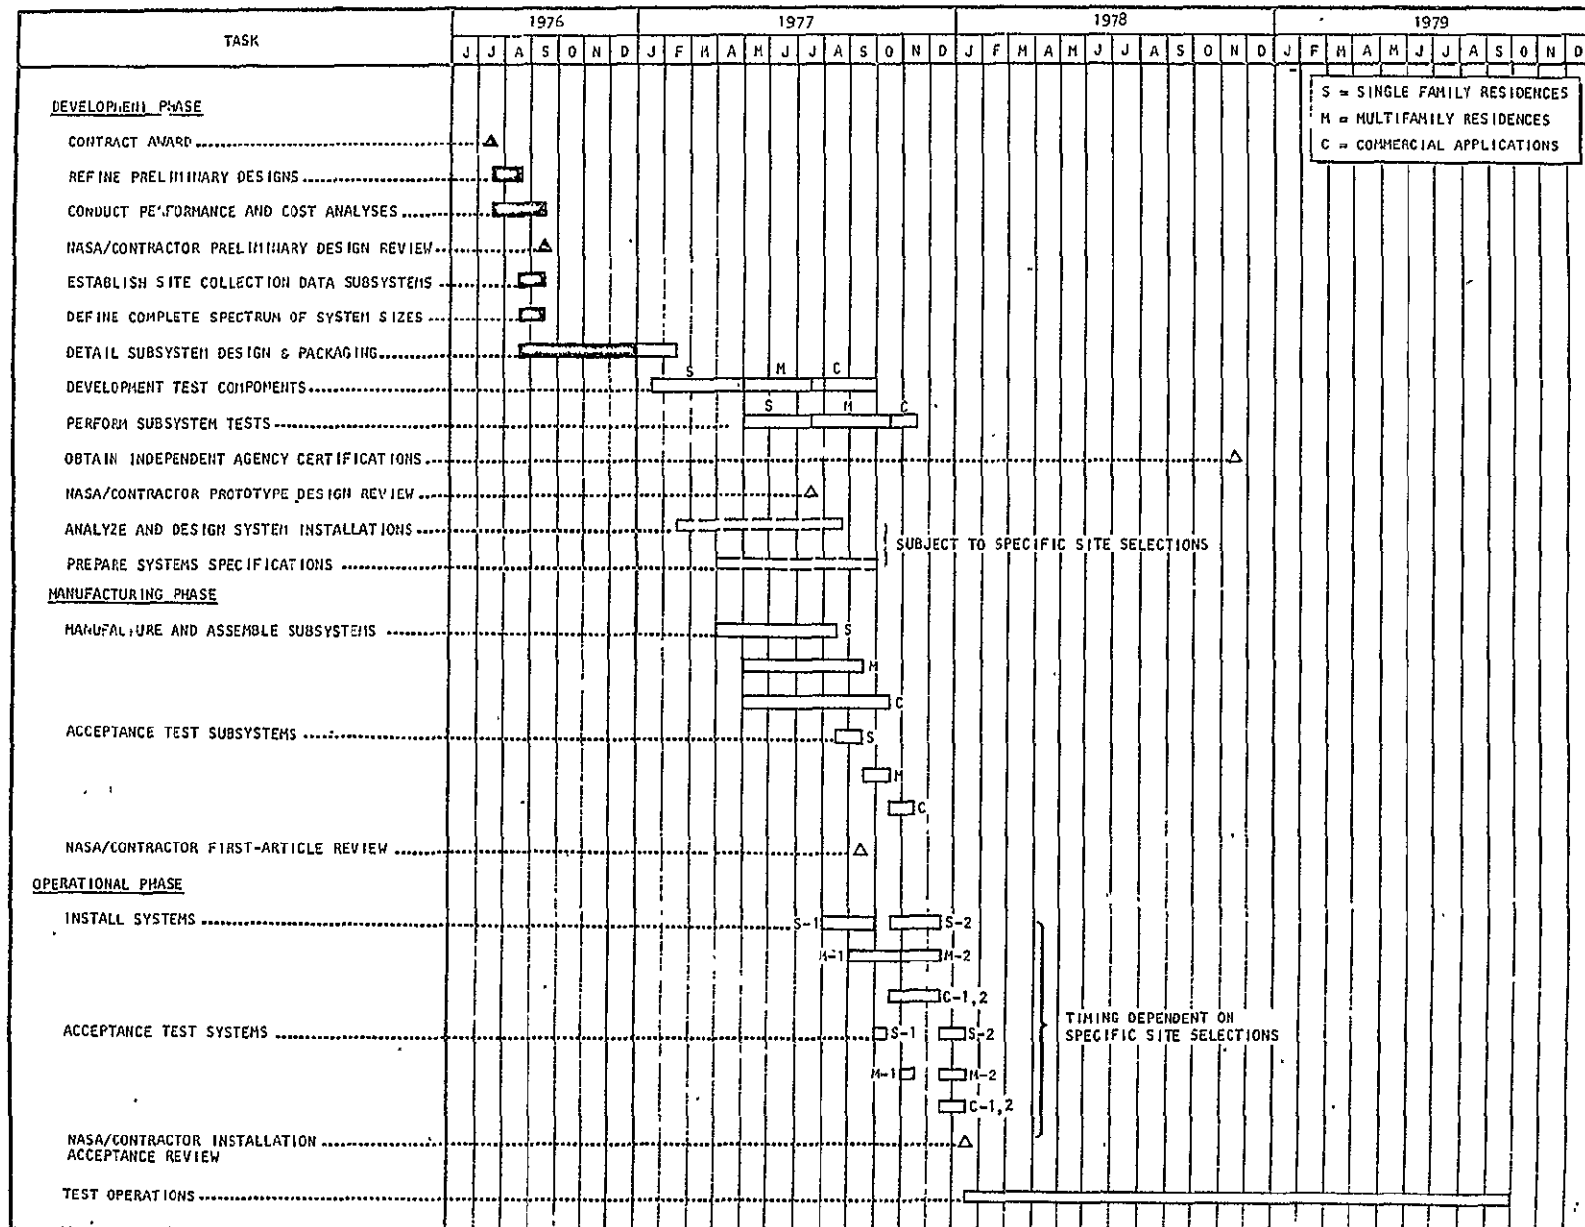 TASK
1976 1977 1978 1979
J J A S O N D J F M A M J J A S O N D J F M A M J J A S O N D J F M A M J J A S O N D
S = SINGLE FAMILY RESIDENCES
M = MULTIFAMILY RESIDENCES
C = COMMERCIAL APPLICATIONS
DEVELOPMENT PHASE
CONTRACT AWARD
REFINE PRELIMINARY DESIGNS
CONDUCT PERFORMANCE AND COST ANALYSES
NASA/CONTRACTOR PRELIMINARY DESIGN REVIEW
ESTABLISH SITE COLLECTION DATA SUBSYSTEMS
DEFINE COMPLETE SPECTRUM OF SYSTEM SIZES
DETAIL SUBSYSTEM DESIGN & PACKAGING
S M C
DEVELOPMENT TEST COMPONENTS
S M C
PERFORM SUBSYSTEM TESTS
OBTAIN INDEPENDENT AGENCY CERTIFICATIONS
NASA/CONTRACTOR PROTOTYPE DESIGN REVIEW
ANALYZE AND DESIGN SYSTEM INSTALLATIONS
SUBJECT TO SPECIFIC SITE SELECTIONS
PREPARE SYSTEMS SPECIFICATIONS
MANUFACTURING PHASE
MANUFACTURE AND ASSEMBLE SUBSYSTEMS S
M
C
ACCEPTANCE TEST SUBSYSTEMS S
M
C
NASA/CONTRACTOR FIRST-ARTICLE REVIEW
OPERATIONAL PHASE
INSTALL SYSTEMS S-1 S-2
M-1 M-2
C-1,2
TIMING DEPENDENT ON
SPECIFIC SITE SELECTIONS
ACCEPTANCE TEST SYSTEMS S-1 S-2
M-1 M-2
C-1,2
NASA/CONTRACTOR INSTALLATION
ACCEPTANCE REVIEW
TEST OPERATIONS